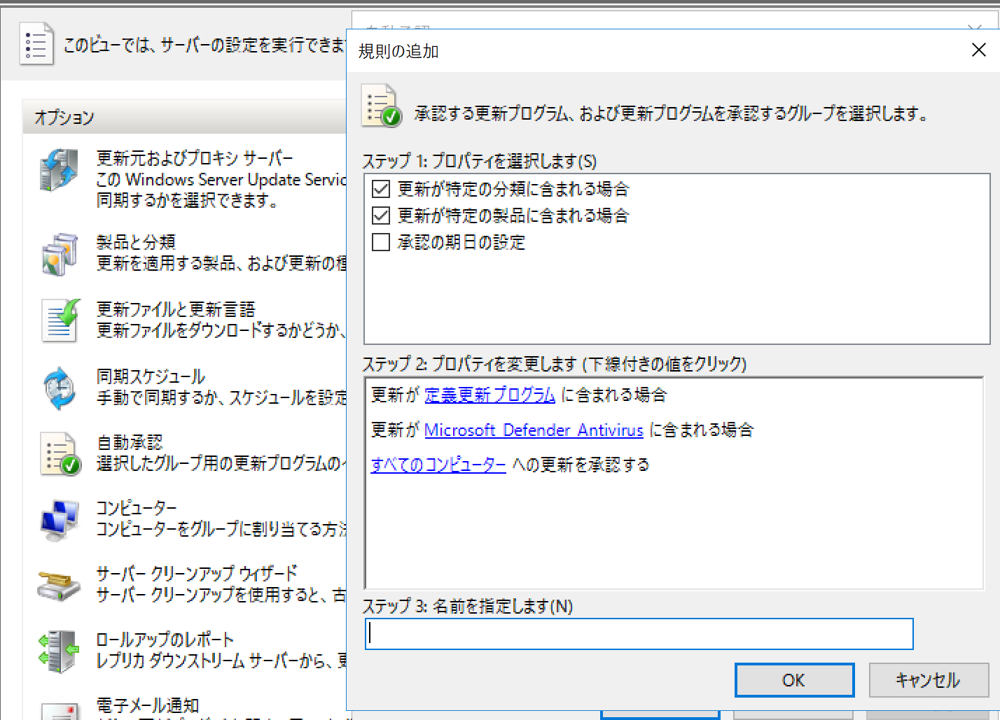 このビューでは、サーバーの設定を実行できま
オプション
更新元およびプロキシ サーバー
この Windows Server Update Servic
同期するかを選択できます。
製品と分類
更新を適用する製品、および更新の種
更新ファイルと更新言語
更新ファイルをダウンロードするかどうか、
同期スケジュール
手動で同期するか、スケジュールを設定
自動承認
選択したグループ用の更新プログラムの
コンピューター
コンピューターをグループに割り当てる方法
サーバー クリーンアップ ウィザード
サーバー クリーンアップを使用すると、古
ロールアップのレポート
レプリカ ダウンストリーム サーバーから、更
電子メール通知
自動承認
規則の追加
承認する更新プログラム、および更新プログラムを承認するグループを選択します。
ステップ 1: プロパティを選択します(S)
更新が特定の分類に含まれる場合
更新が特定の製品に含まれる場合
承認の期日の設定
ステップ 2: プロパティを変更します (下線付きの値をクリック)
更新が 定義更新プログラム に含まれる場合
更新が Microsoft Defender Antivirus に含まれる場合
すべてのコンピューター への更新を承認する
ステップ 3: 名前を指定します(N)
OK
キャンセル